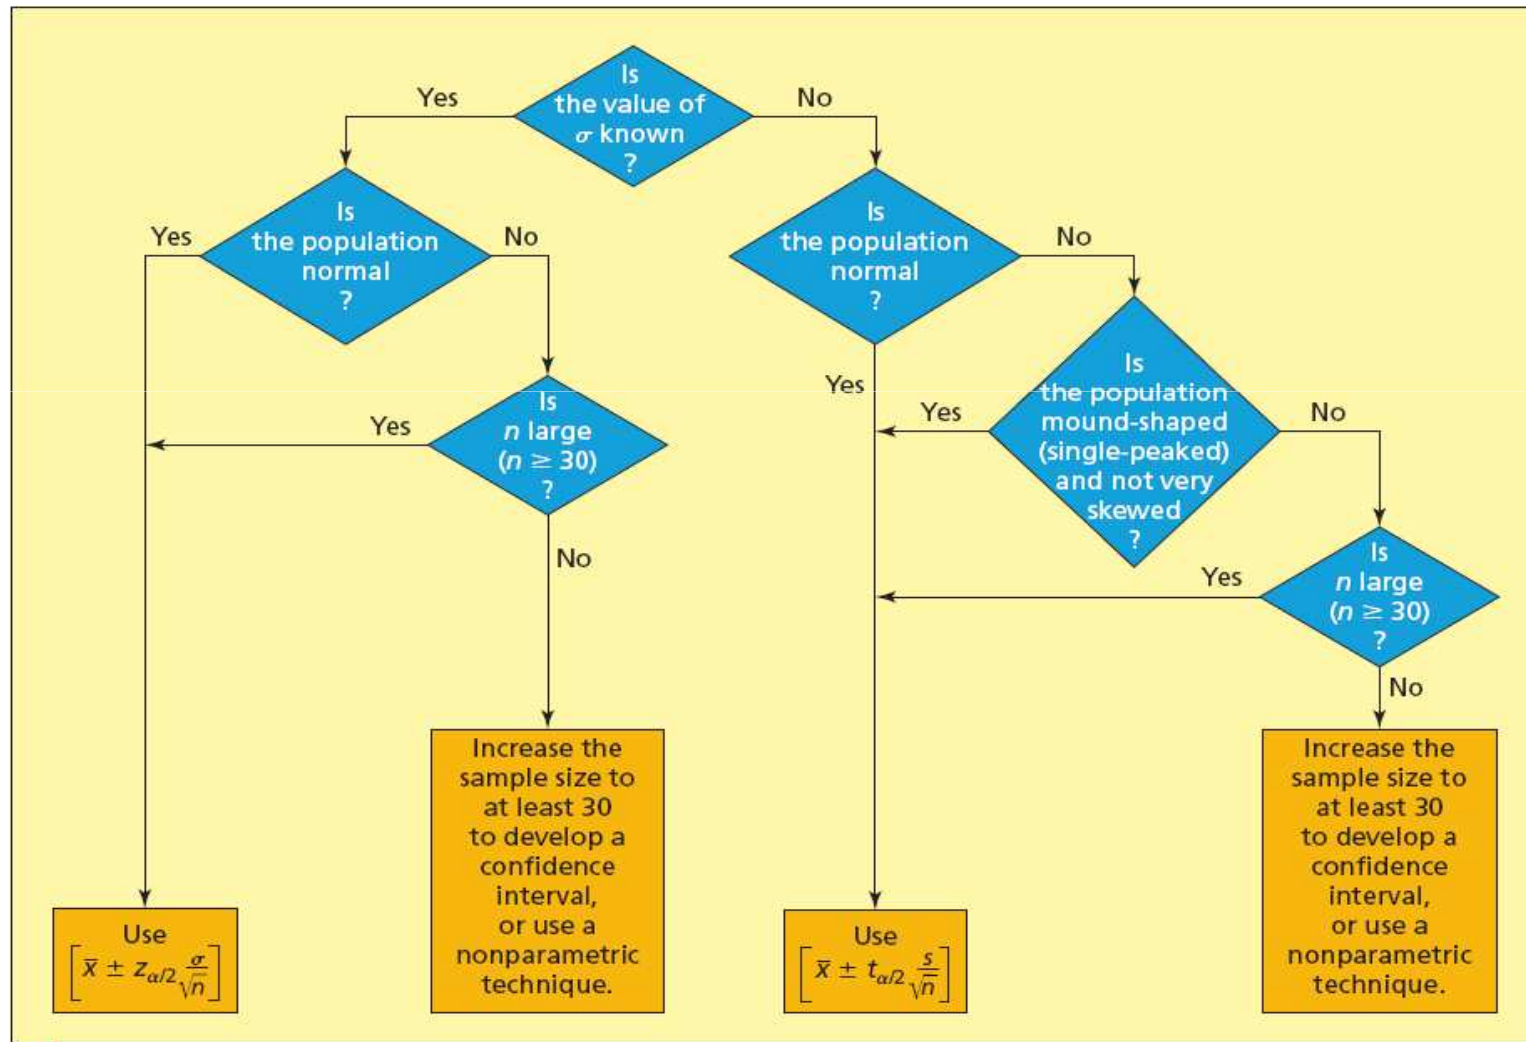 Is
the value of
σ known
?
Yes
No
Is
the population
normal
?
Yes
No
Is
n large
(n ≥ 30)
?
Yes
No
Use
[x̄ ± z_{α/2} σ/√n]
Increase the
sample size to
at least 30
to develop a
confidence
interval,
or use a
nonparametric
technique.
Is
the population
normal
?
No
Yes
Is
the population
mound-shaped
(single-peaked)
and not very
skewed
?
Yes
No
Is
n large
(n ≥ 30)
?
Yes
No
Use
[x̄ ± t_{α/2} s/√n]
Increase the
sample size to
at least 30
to develop a
confidence
interval,
or use a
nonparametric
technique.